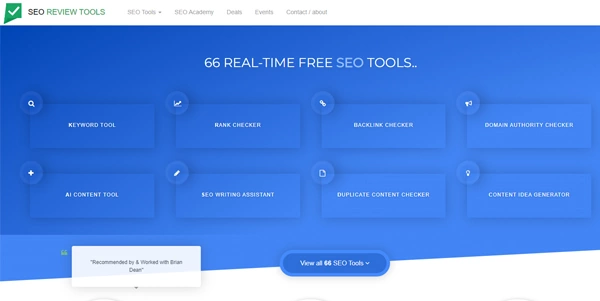 SEO REVIEW TOOLS
SEO Tools
SEO Academy
Deals
Events
Contact / about
66 REAL-TIME FREE SEO TOOLS..
KEYWORD TOOL
RANK CHECKER
BACKLINK CHECKER
DOMAIN AUTHORITY CHECKER
AI CONTENT TOOL
SEO WRITING ASSISTANT
DUPLICATE CONTENT CHECKER
CONTENT IDEA GENERATOR
"Recommended by & Worked with Brian
Dean"
View all 66 SEO Tools